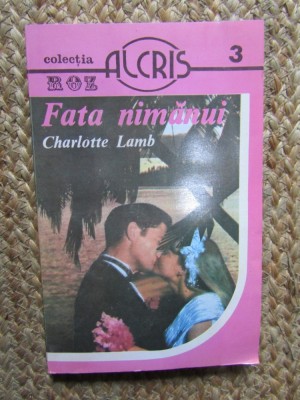 colecția ALCRIS 3
ROZ
Fata nimănui
Charlotte Lamb